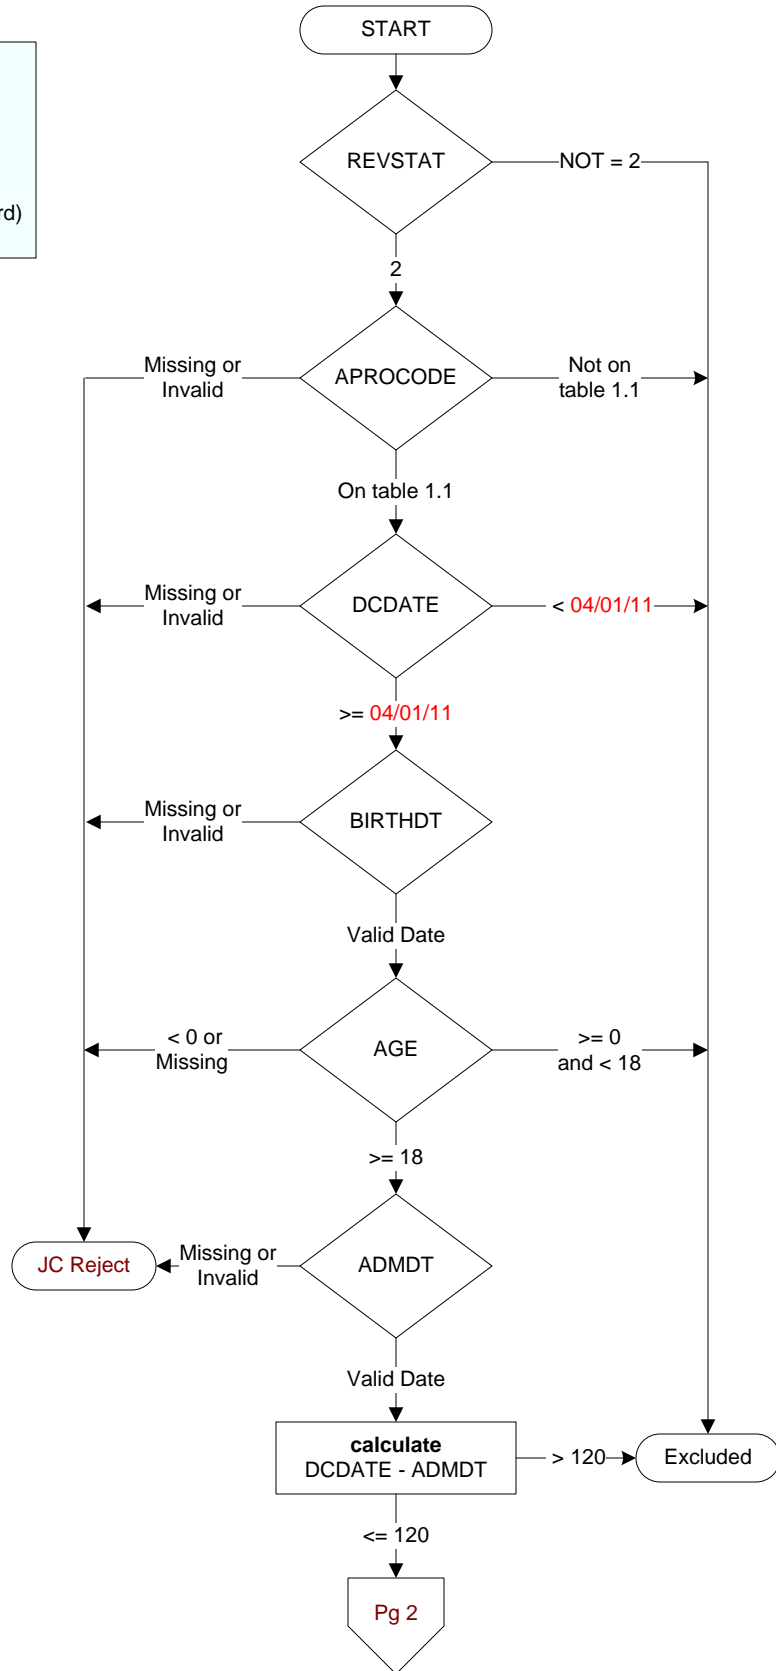 START
REVSTAT
NOT = 2
rd)
2
Missing or
Invalid
APROCODE
Not on
table 1.1
On table 1.1
Missing or
Invalid
DCDATE
< 04/01/11
>= 04/01/11
Missing or
Invalid
BIRTHDT
Valid Date
< 0 or
Missing
AGE
>= 0
and < 18
>= 18
JC Reject
Missing or
Invalid
ADMDT
Valid Date
calculate
DCDATE - ADMDT
> 120
Excluded
<= 120
Pg 2